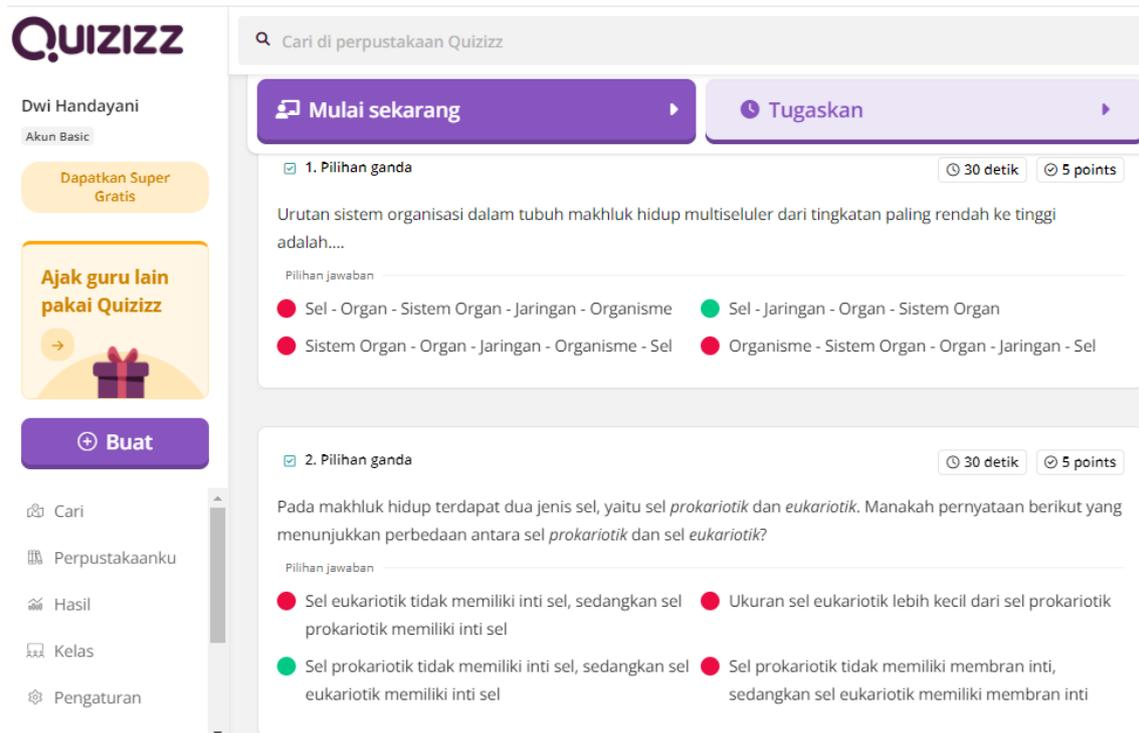 QUIZIZZ
Cari di perpustakaan Quizizz
Dwi Handayani
Akun Basic
Dapatkan Super
Gratis
Ajak guru lain
pakai Quizizz
Buat
Cari
Perpustakaanku
Hasil
Kelas
Pengaturan
Mulai sekarang
Tugaskan
1. Pilihan ganda
30 detik
5 points
Urutan sistem organisasi dalam tubuh makhluk hidup multiseluler dari tingkatan paling rendah ke tinggi
adalah....
Pilihan jawaban
Sel - Organ - Sistem Organ - Jaringan - Organisme
Sel - Jaringan - Organ - Sistem Organ
Sistem Organ - Organ - Jaringan - Organisme - Sel
Organisme - Sistem Organ - Organ - Jaringan - Sel
2. Pilihan ganda
30 detik
5 points
Pada makhluk hidup terdapat dua jenis sel, yaitu sel prokariotik dan eukariotik. Manakah pernyataan berikut yang
menunjukkan perbedaan antara sel prokariotik dan sel eukariotik?
Pilihan jawaban
Sel eukariotik tidak memiliki inti sel, sedangkan sel
prokariotik memiliki inti sel
Ukuran sel eukariotik lebih kecil dari sel prokariotik
Sel prokariotik tidak memiliki inti sel, sedangkan sel
eukariotik memiliki inti sel
Sel prokariotik tidak memiliki membran inti,
sedangkan sel eukariotik memiliki membran inti